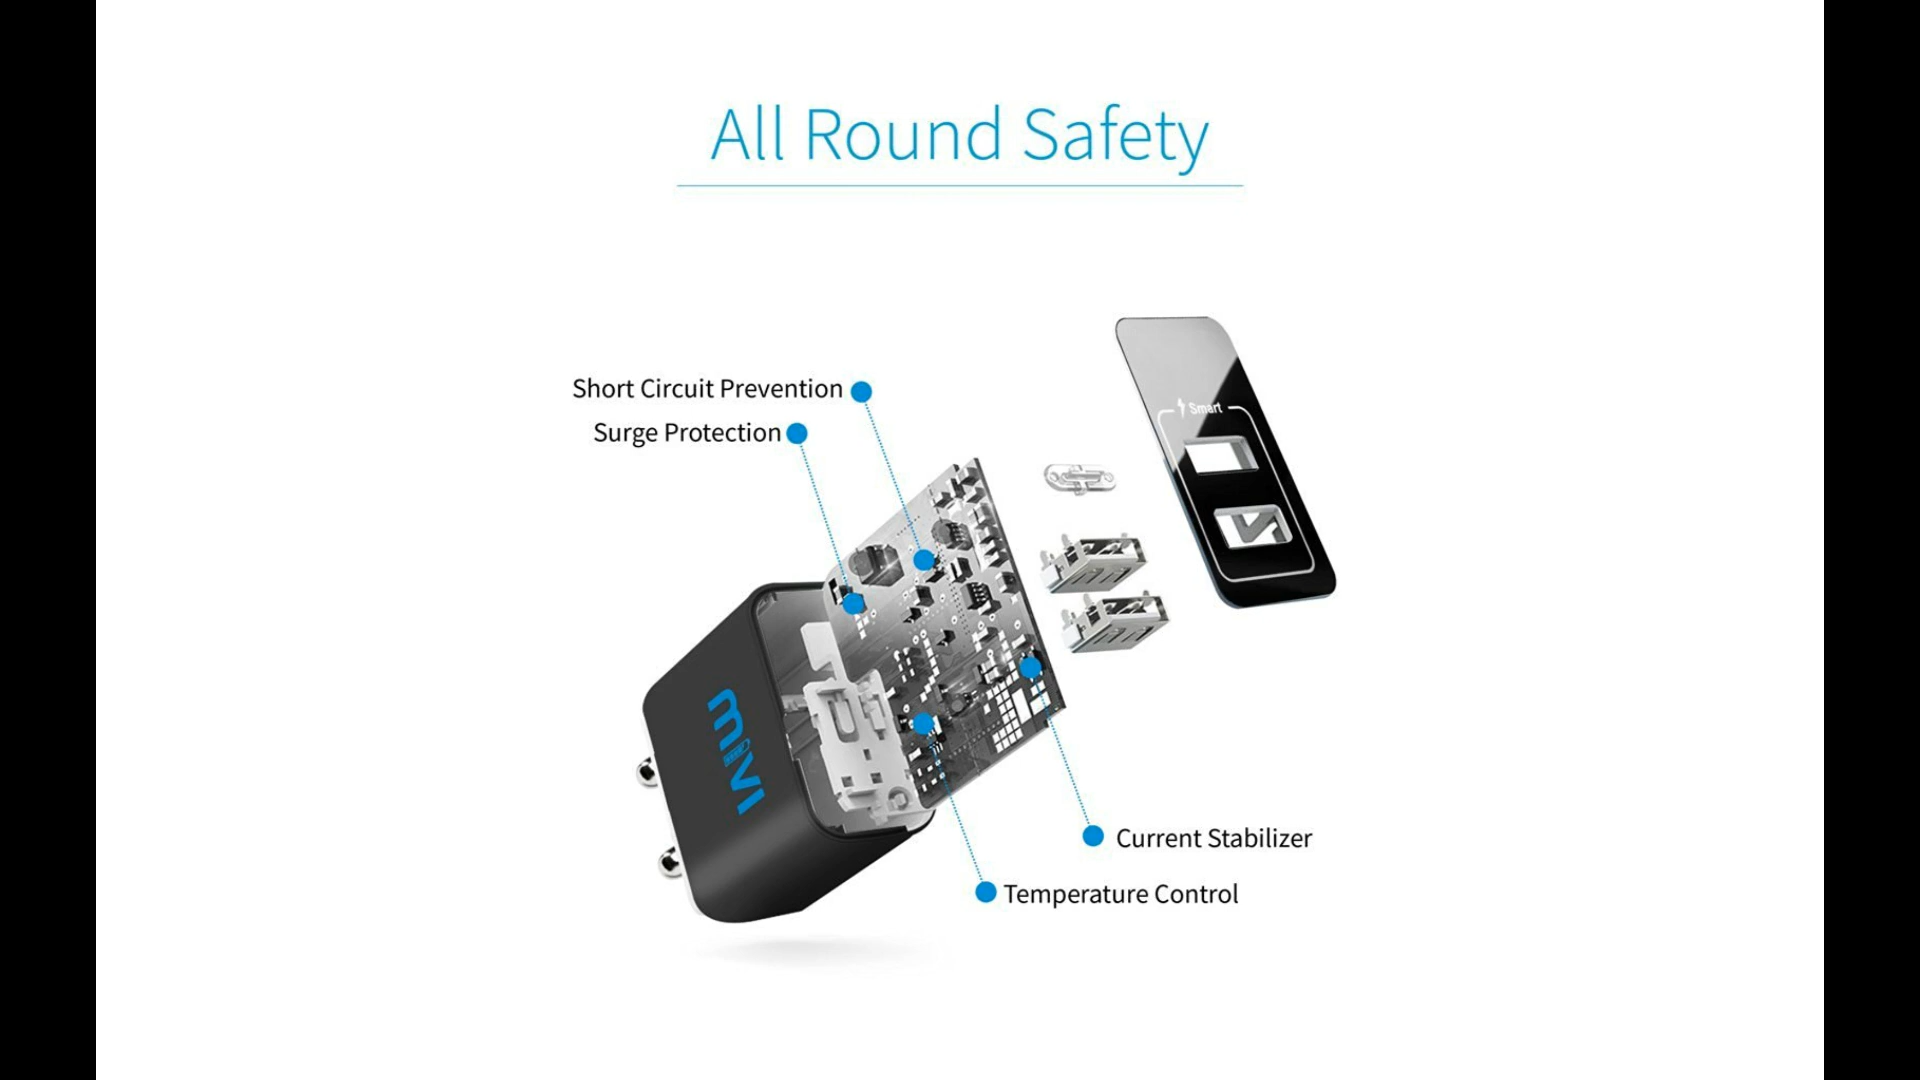 All Round Safety
Short Circuit Prevention
Surge Protection
Smart
mivi
Current Stabilizer
Temperature Control